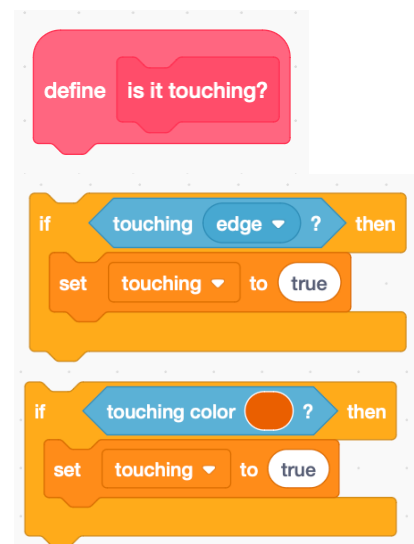 define is it touching?
if touching edge ? then
set touching to true
if touching color ? then
set touching to true